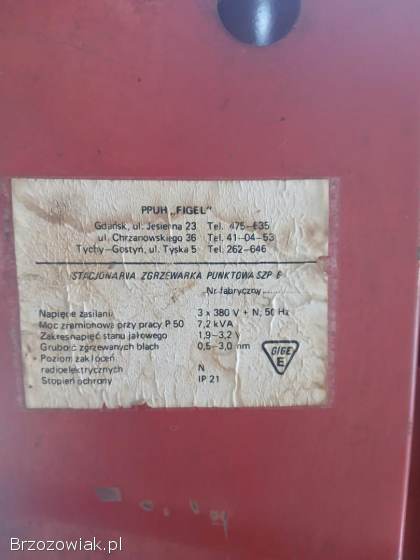 PPUH „FIGEL"
Gdańsk, ul. Jesienna 23 Tel. 475-635
ul. Chrzanowskiego 36 Tel. 41-04-53
Tychy-Gostyń, ul. Tyska 5 Tel. 262-646
STACJONARNA ZGRZEWARKA PUNKTOWA SZP 6
Nr fabryczny
Napięcie zasilani 3 x 380 V + N, 50 Hz
Moc znamionowa przy pracy P 50 7,2 kVA
Zakres napięć stanu jałowego 1,9-3,2 V
Grubość zgrzewanych blach 0,5-3,0 mm
Poziom zakłóceń
radioelektrycznych N
Stopień ochrony IP 21
GIGE
E
Brzozowiak.pl